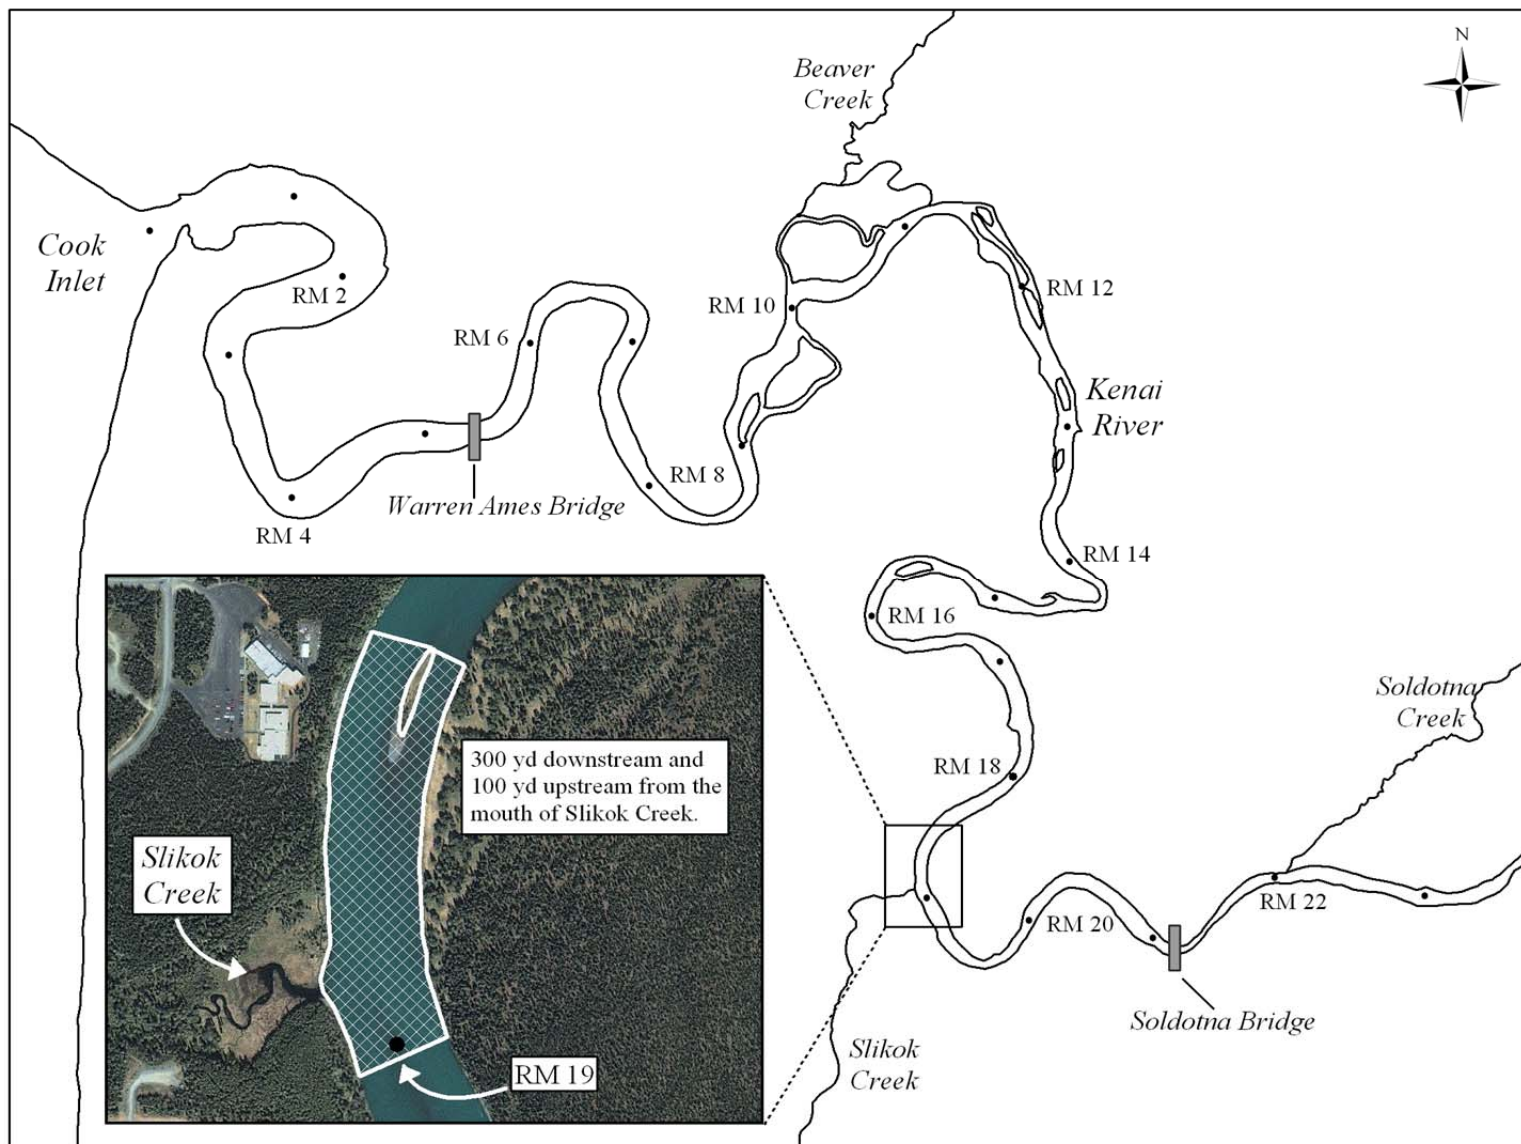 N
Beaver
Creek
Cook
Inlet
RM 2
RM 6
RM 10
RM 12
Kenai
River
RM 8
Warren Ames Bridge
RM 4
RM 14
RM 16
Soldotna
Creek
RM 18
300 yd downstream and
100 yd upstream from the
mouth of Slikok Creek.
Slikok
Creek
RM 22
RM 20
Soldotna Bridge
Slikok
Creek
RM 19